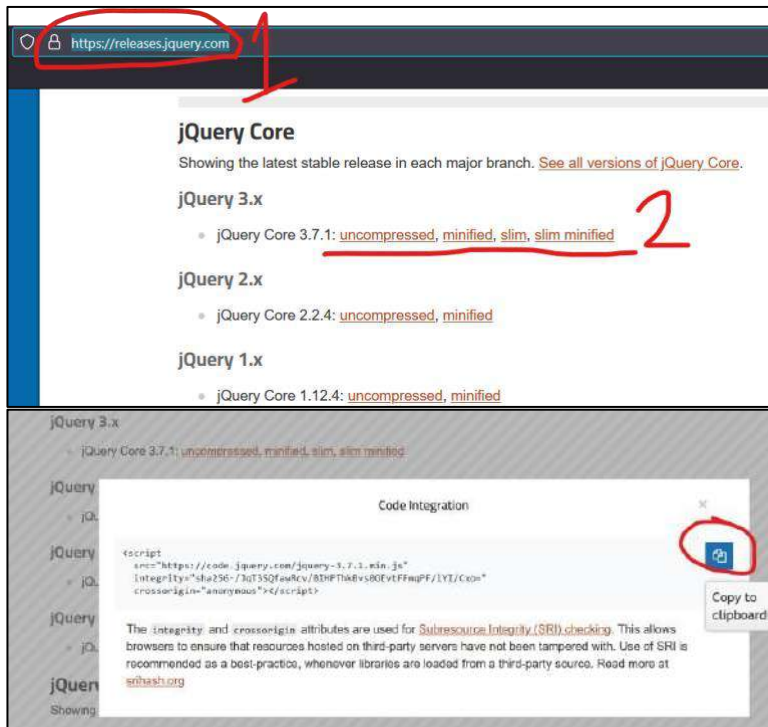 https://releases.jquery.com
1
jQuery Core
Showing the latest stable release in each major branch. See all versions of jQuery Core.
jQuery 3.x
jQuery Core 3.7.1: uncompressed, minified, slim, slim minified
2
jQuery 2.x
jQuery Core 2.2.4: uncompressed, minified
jQuery 1.x
jQuery Core 1.12.4: uncompressed, minified
jQuery 3.x
jQuery Core 3.7.1: uncompressed, minified, slim, slim minified
jQuery
Code Integration
jQuery
<script
src="https://code.jquery.com/jquery-3.7.1.min.js"
crossorigin="anonymous"></script>
Copy to
clipboard
jQuery
The integrity and crossorigin attributes are used for Subresource Integrity (SRI) checking. This allows
browsers to ensure that resources hosted on third-party servers have not been tampered with. Use of SRI is
recommended as a best-practice, whenever libraries are loaded from a third-party source. Read more at
srihash.org
Showing